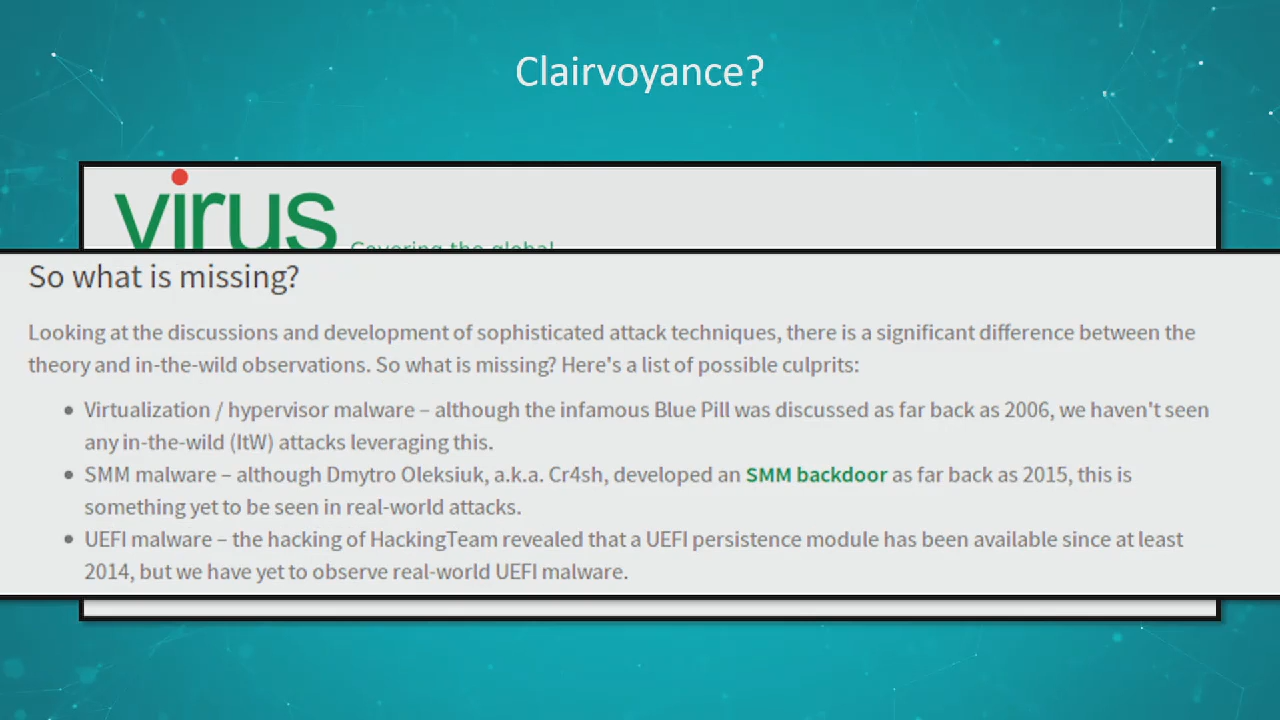 Clairvoyance?
virus
Covering the global
So what is missing?
Looking at the discussions and development of sophisticated attack techniques, there is a significant difference between the
theory and in-the-wild observations. So what is missing? Here's a list of possible culprits:
• Virtualization / hypervisor malware – although the infamous Blue Pill was discussed as far back as 2006, we haven't seen
any in-the-wild (ItW) attacks leveraging this.
• SMM malware – although Dmytro Oleksiuk, a.k.a. Cr4sh, developed an SMM backdoor as far back as 2015, this is
something yet to be seen in real-world attacks.
• UEFI malware – the hacking of HackingTeam revealed that a UEFI persistence module has been available since at least
2014, but we have yet to observe real-world UEFI malware.